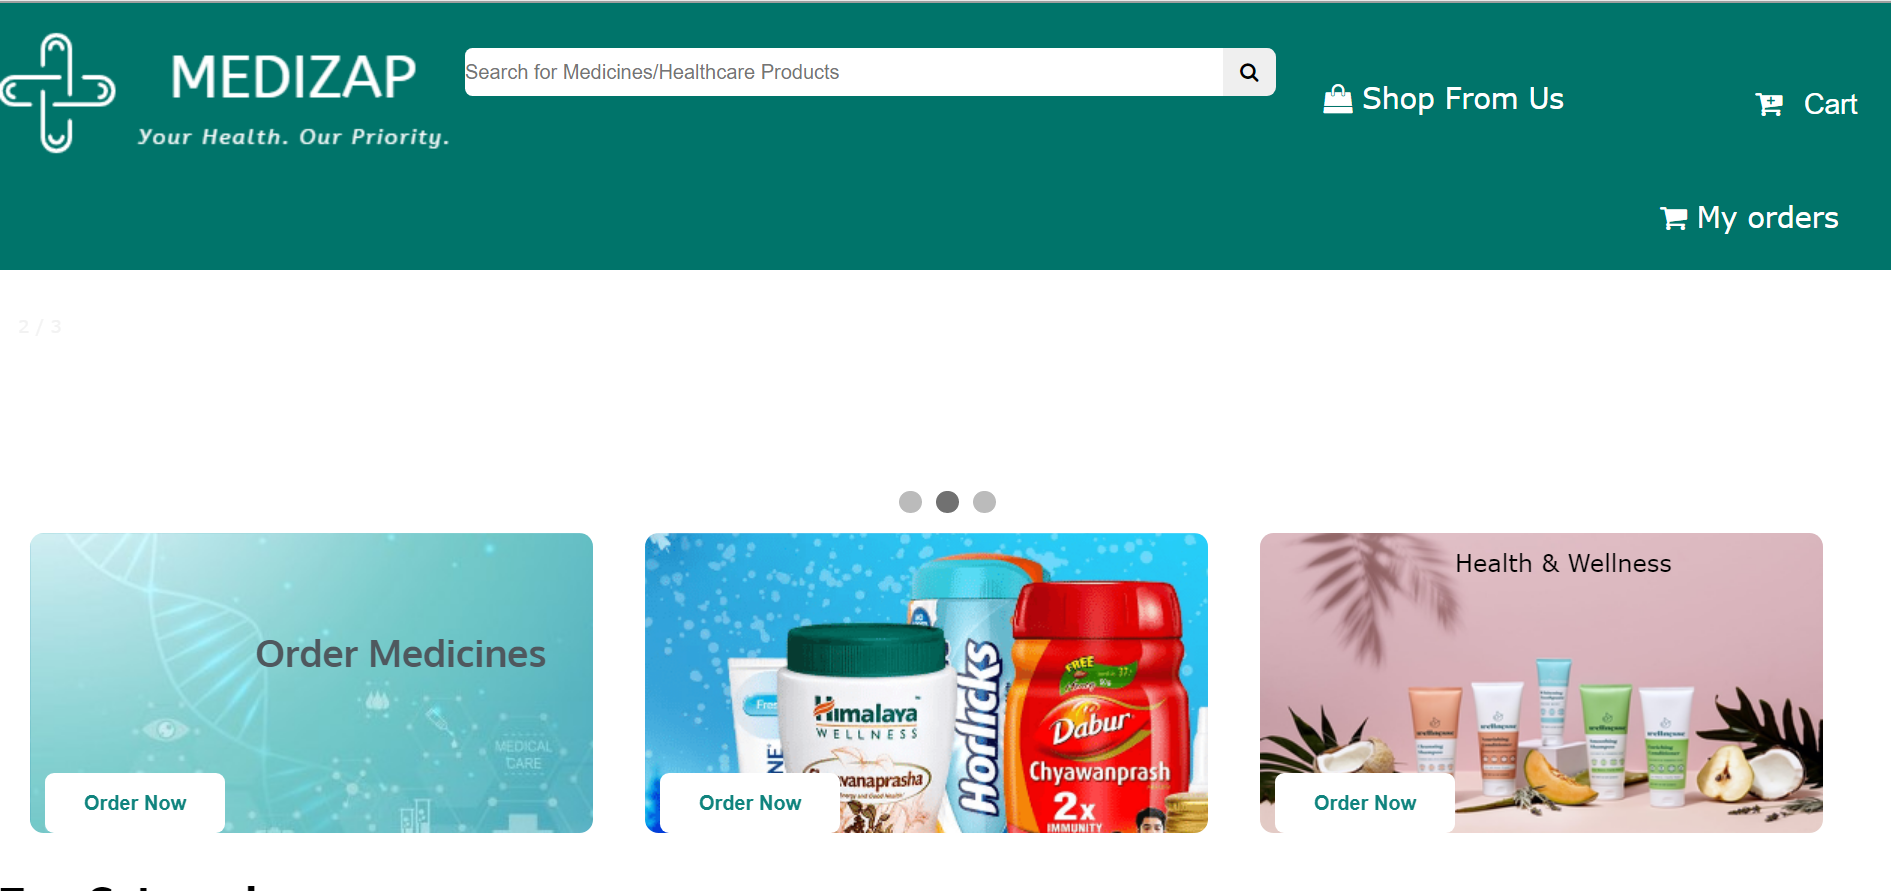 MEDIZAP
Your Health. Our Priority.
Search for Medicines/Healthcare Products
Shop From Us
Cart
My orders
2 / 3
Order Medicines
MEDICAL
CARE
Order Now
Himalaya
WELLNESS
Horlicks
FREE
Dabur
Chyawanprash
2x
IMMUNITY
Order Now
Health & Wellness
Order Now